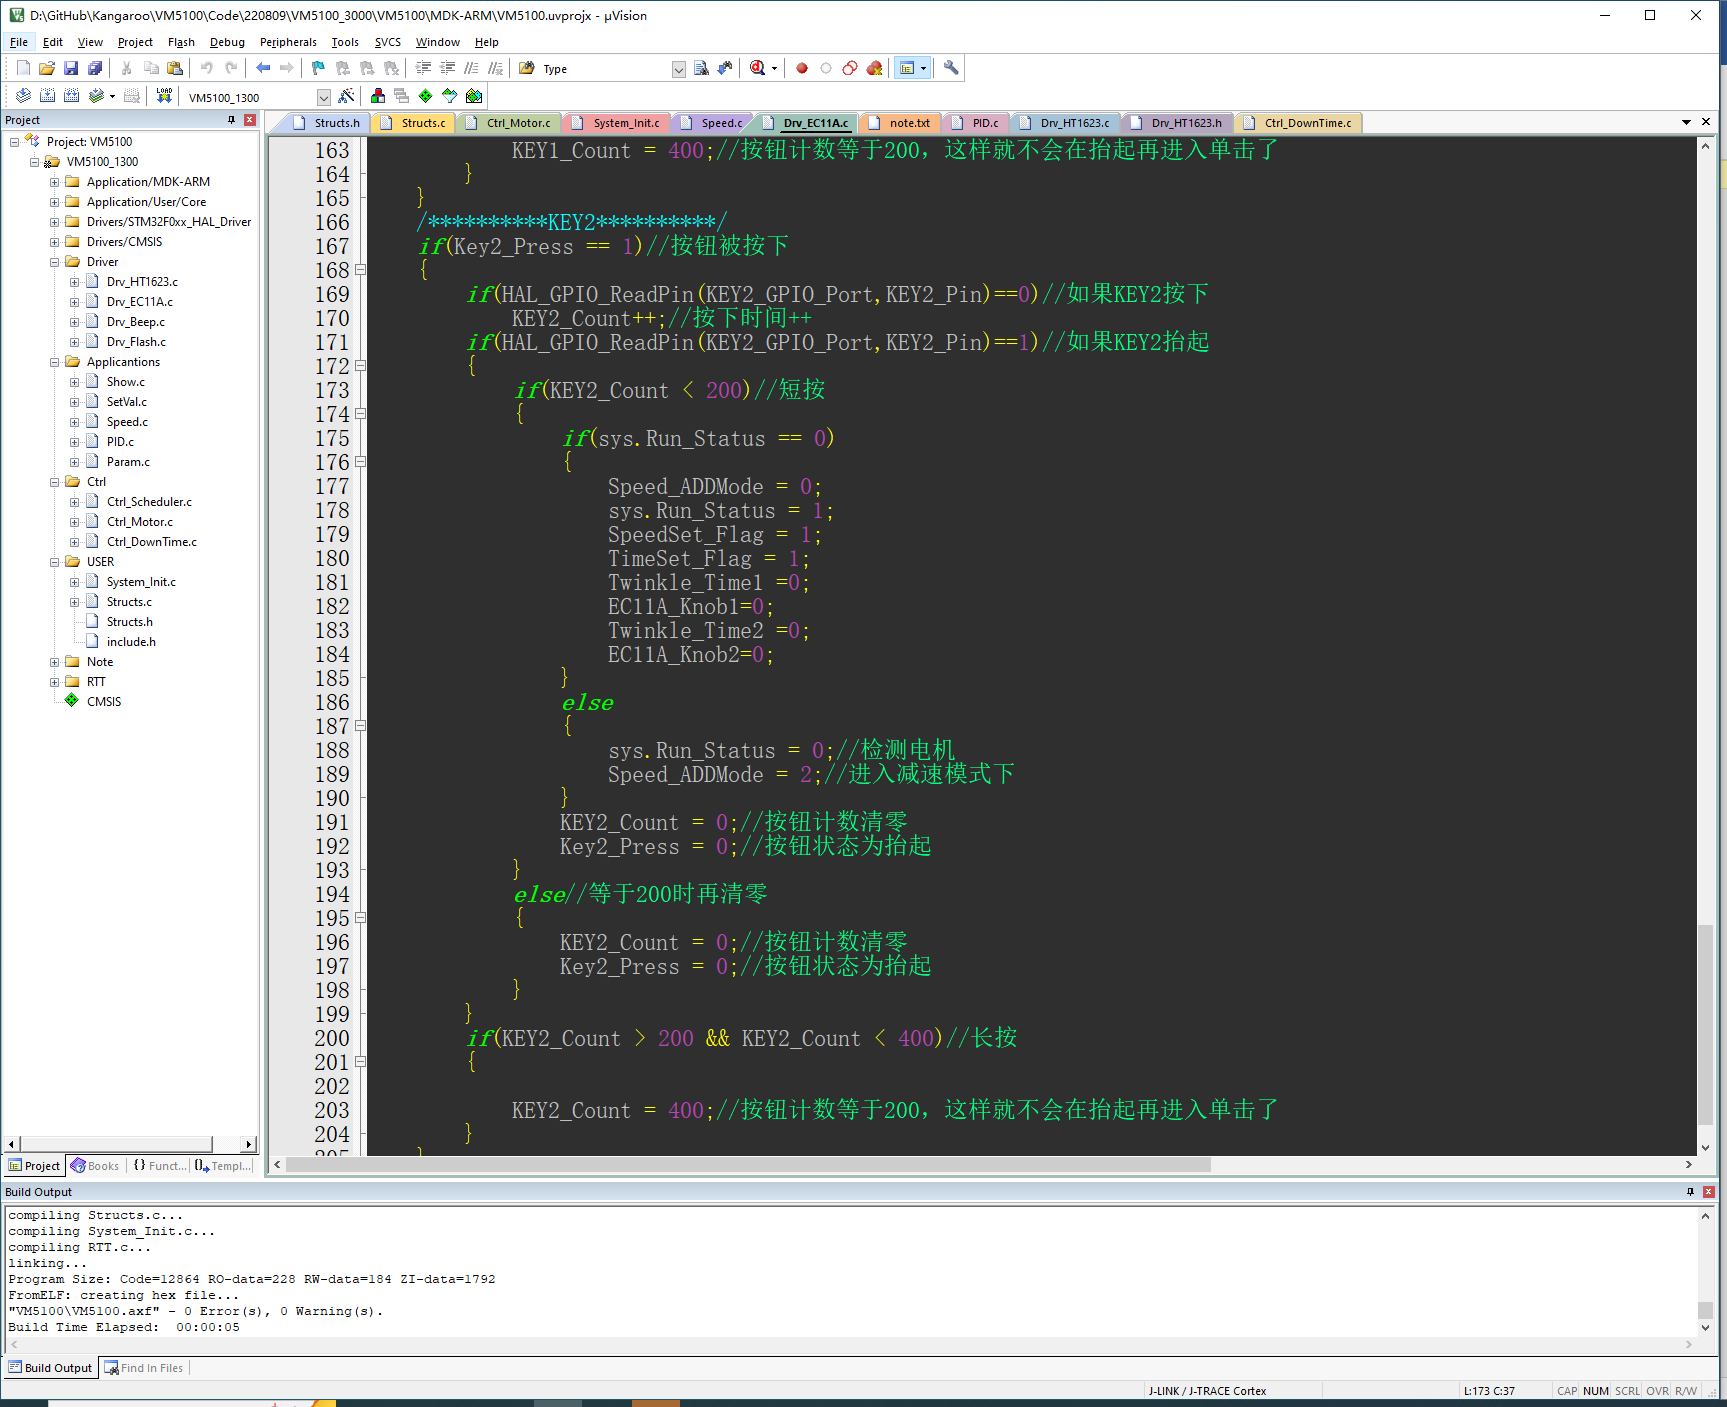 D:\GitHub\Kangaroo\VM5100\Code\220809\VM5100_3000\VM5100\MDK-ARM\VM5100.uvprojx - µVision
File Edit View Project Flash Debug Peripherals Tools SVCS Window Help
Type
LOAD VM5100_1300
Project
Structs.h Structs.c Ctrl_Motor.c System_Init.c Speed.c Drv_EC11A.c note.txt PID.c Drv_HT1623.c Drv_HT1623.h Ctrl_DownTime.c
Project: VM5100
VM5100_1300
Application/MDK-ARM
Application/User/Core
Drivers/STM32F0xx_HAL_Driver
Drivers/CMSIS
Driver
Drv_HT1623.c
Drv_EC11A.c
Drv_Beep.c
Drv_Flash.c
Applicantions
Show.c
SetVal.c
Speed.c
PID.c
Param.c
Ctrl
Ctrl_Scheduler.c
Ctrl_Motor.c
Ctrl_DownTime.c
USER
System_Init.c
Structs.c
Structs.h
include.h
Note
RTT
CMSIS
Project Books {} Funct... Templ...
163 KEY1_Count = 400;//按钮计数等于200，这样就不会在抬起再进入单击了
164 }
165 }
166 /**********KEY2**********/
167 if(Key2_Press == 1)//按钮被按下
168 {
169 if(HAL_GPIO_ReadPin(KEY2_GPIO_Port,KEY2_Pin)==0)//如果KEY2按下
170 KEY2_Count++;//按下时间++
171 if(HAL_GPIO_ReadPin(KEY2_GPIO_Port,KEY2_Pin)==1)//如果KEY2抬起
172 {
173 if(KEY2_Count < 200)//短按
174 {
175 if(sys.Run_Status == 0)
176 {
177 Speed_ADDMode = 0;
178 sys.Run_Status = 1;
179 SpeedSet_Flag = 1;
180 TimeSet_Flag = 1;
181 Twinkle_Time1 =0;
182 EC11A_Knob1=0;
183 Twinkle_Time2 =0;
184 EC11A_Knob2=0;
185 }
186 else
187 {
188 sys.Run_Status = 0;//检测电机
189 Speed_ADDMode = 2;//进入减速模式下
190 }
191 KEY2_Count = 0;//按钮计数清零
192 Key2_Press = 0;//按钮状态为抬起
193 }
194 else//等于200时再清零
195 {
196 KEY2_Count = 0;//按钮计数清零
197 Key2_Press = 0;//按钮状态为抬起
198 }
199 }
200 if(KEY2_Count > 200 && KEY2_Count < 400)//长按
201 {
202
203 KEY2_Count = 400;//按钮计数等于200，这样就不会在抬起再进入单击了
204 }
205 }
Build Output
compiling Structs.c...
compiling System_Init.c...
compiling RTT.c...
linking...
Program Size: Code=12864 RO-data=228 RW-data=184 ZI-data=1792
FromELF: creating hex file...
"VM5100\VM5100.axf" - 0 Error(s), 0 Warning(s).
Build Time Elapsed:  00:00:05
Build Output Find In Files
J-LINK / J-TRACE Cortex L:173 C:37 CAP NUM SCRL OVR R/W